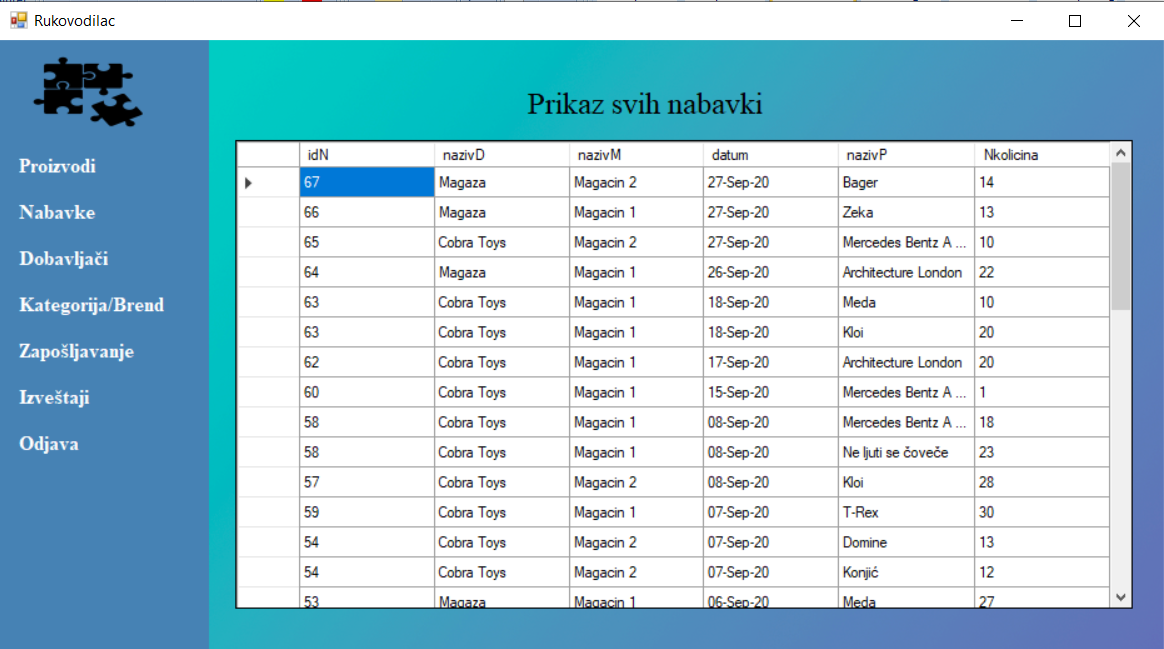 Rukovodilac
Proizvodi
Nabavke
Dobavljači
Kategorija/Brend
Zapošljavanje
Izveštaji
Odjava
Prikaz svih nabavki
idN nazivD nazivM datum nazivP Nkolicina
67 Magaza Magacin 2 27-Sep-20 Bager 14
66 Magaza Magacin 1 27-Sep-20 Zeka 13
65 Cobra Toys Magacin 2 27-Sep-20 Mercedes Bentz A ... 10
64 Magaza Magacin 1 26-Sep-20 Architecture London 22
63 Cobra Toys Magacin 1 18-Sep-20 Meda 10
63 Cobra Toys Magacin 1 18-Sep-20 Kloi 20
62 Cobra Toys Magacin 1 17-Sep-20 Architecture London 20
60 Cobra Toys Magacin 1 15-Sep-20 Mercedes Bentz A ... 1
58 Cobra Toys Magacin 1 08-Sep-20 Mercedes Bentz A ... 18
58 Cobra Toys Magacin 1 08-Sep-20 Ne ljuti se čoveče 23
57 Cobra Toys Magacin 2 08-Sep-20 Kloi 28
59 Cobra Toys Magacin 1 07-Sep-20 T-Rex 30
54 Cobra Toys Magacin 2 07-Sep-20 Domine 13
54 Cobra Toys Magacin 2 07-Sep-20 Konjić 12
53 Magaza Magacin 1 06-Sep-20 Meda 27